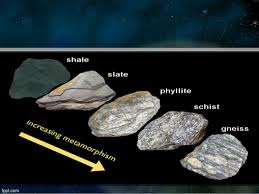 shale
slate
phyllite
schist
gneiss
increasing metamorphism
fppt.com